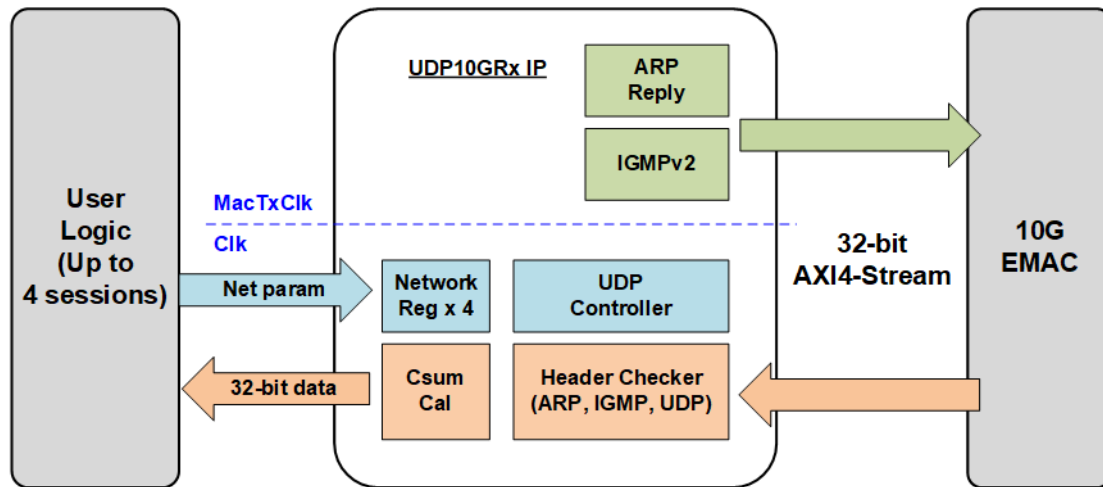 UDP10GRx IP
ARP
Reply
IGMPv2
User
Logic
(Up to
4 sessions)
MacTxClk
Clk
Net param
Network
Reg x 4
UDP
Controller
32-bit data
Csum
Cal
Header Checker
(ARP, IGMP, UDP)
32-bit
AXI4-Stream
10G
EMAC